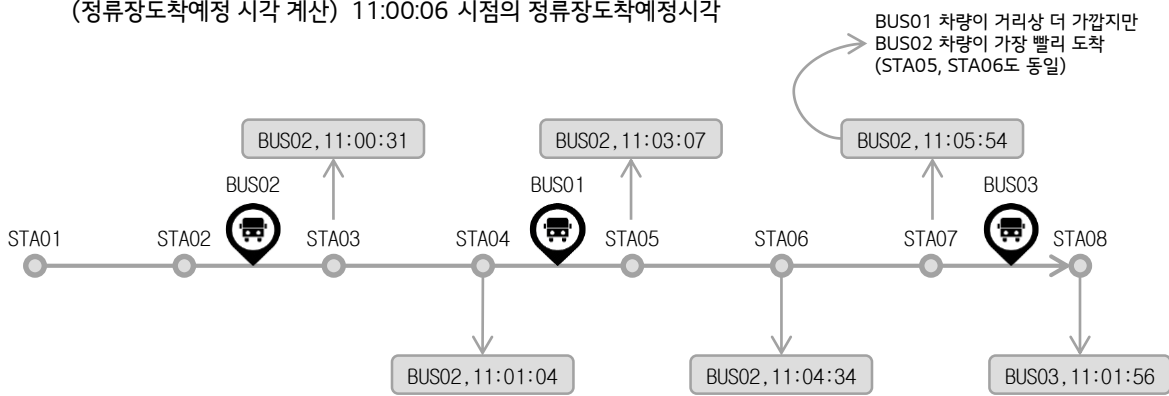 (정류장도착예정 시각 계산) 11:00:06 시점의 정류장도착예정시각
BUS01 차량이 거리상 더 가깝지만
BUS02 차량이 가장 빨리 도착
(STA05, STA06도 동일)
BUS02,11:00:31
BUS02,11:03:07
BUS02,11:05:54
BUS02
BUS01
BUS03
STA01
STA02
STA03
STA04
STA05
STA06
STA07
STA08
BUS02,11:01:04
BUS02,11:04:34
BUS03,11:01:56